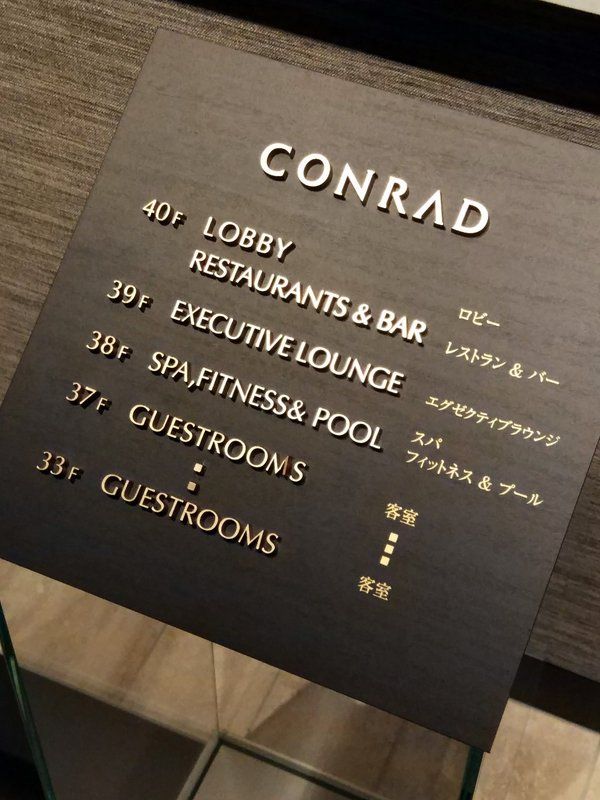 CONRAD
40F LOBBY ロビー
RESTAURANTS & BAR レストラン & バー
39F EXECUTIVE LOUNGE エグゼクティブラウンジ
38F SPA,FITNESS& POOL スパ
フィットネス & プール
37F GUESTROOMS 客室
33F GUESTROOMS 客室